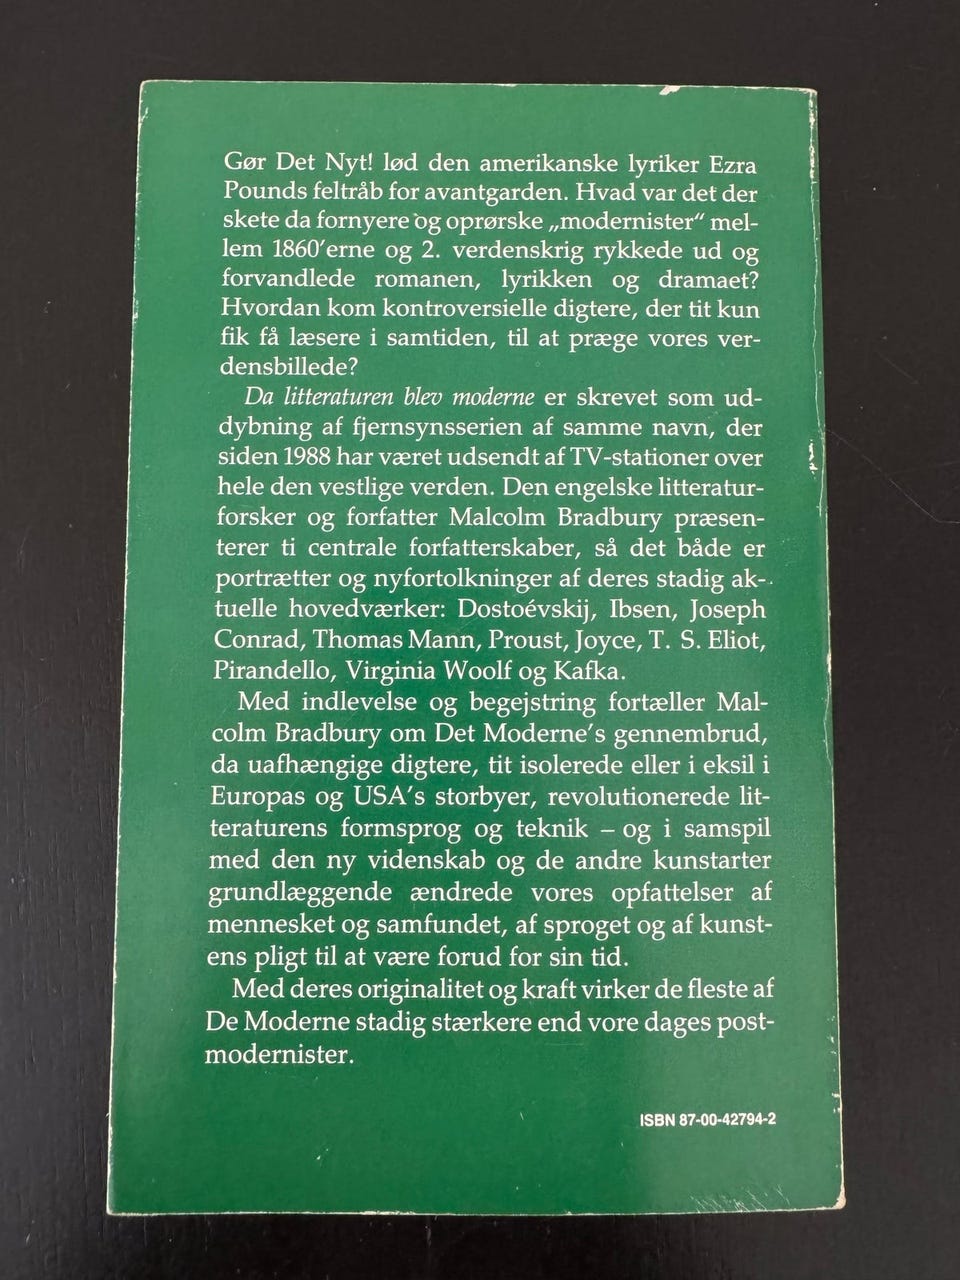 Gør Det Nyt! lød den amerikanske lyriker Ezra
Pounds feltråb for avantgarden. Hvad var det der
skete da fornyere og oprørske „modernister” mel-
lem 1860'erne og 2. verdenskrig rykkede ud og
forvandlede romanen, lyrikken og dramaet?
Hvordan kom kontroversielle digtere, der tit kun
fik få læsere i samtiden, til at præge vores ver-
densbillede?
Da litteraturen blev moderne er skrevet som ud-
dybning af fjernsynsserien af samme navn, der
siden 1988 har været udsendt af TV-stationer over
hele den vestlige verden. Den engelske litteratur-
forsker og forfatter Malcolm Bradbury præsen-
terer ti centrale forfatterskaber, så det både er
portrætter og nyfortolkninger af deres stadig ak-
tuelle hovedværker: Dostoévskij, Ibsen, Joseph
Conrad, Thomas Mann, Proust, Joyce, T. S. Eliot,
Pirandello, Virginia Woolf og Kafka.
Med indlevelse og begejstring fortæller Mal-
colm Bradbury om Det Moderne's gennembrud,
da uafhængige digtere, tit isolerede eller i eksil i
Europas og USA's storbyer, revolutionerede lit-
teraturens formsprog og teknik – og i samspil
med den ny videnskab og de andre kunstarter
grundlæggende ændrede vores opfattelser af
mennesket og samfundet, af sproget og af kunst-
ens pligt til at være forud for sin tid.
Med deres originalitet og kraft virker de fleste af
De Moderne stadig stærkere end vore dages post-
modernister.
ISBN 87-00-42794-2